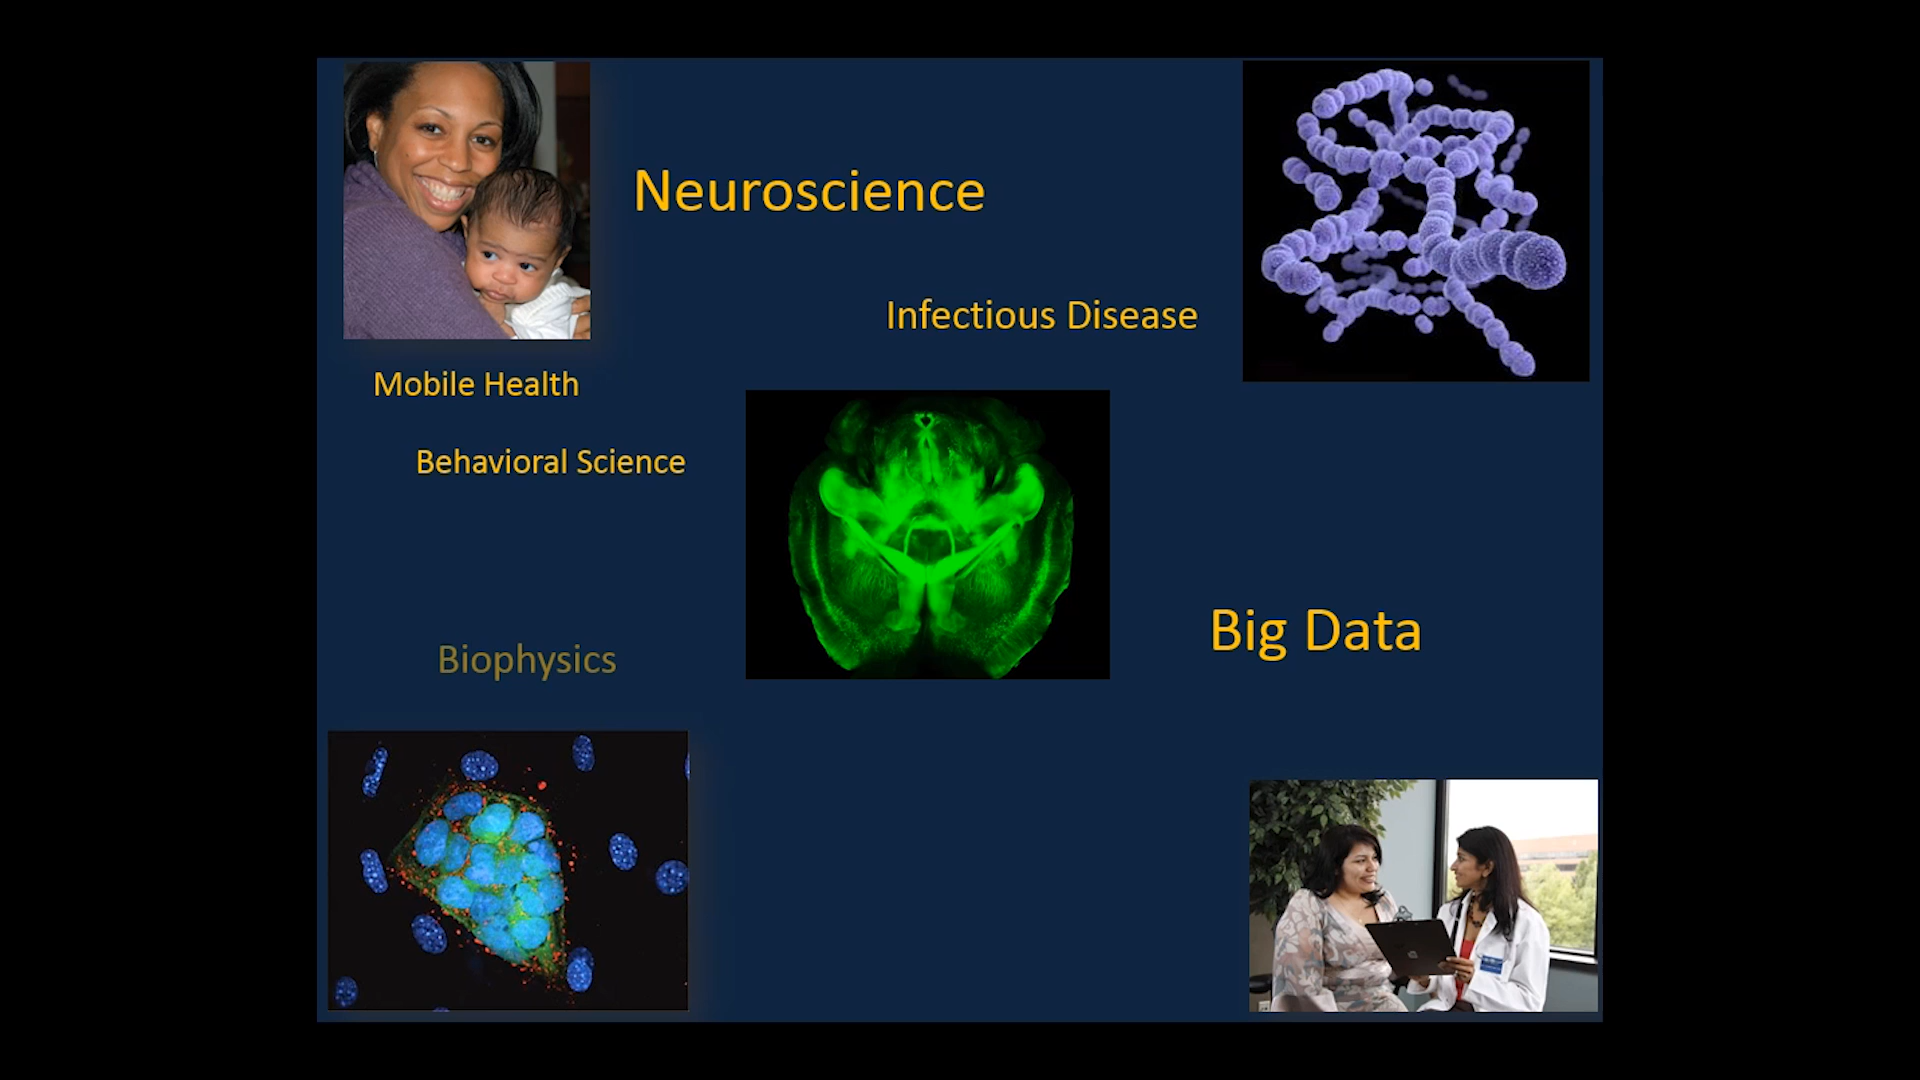 Neuroscience
Infectious Disease
Mobile Health
Behavioral Science
Big Data
Biophysics